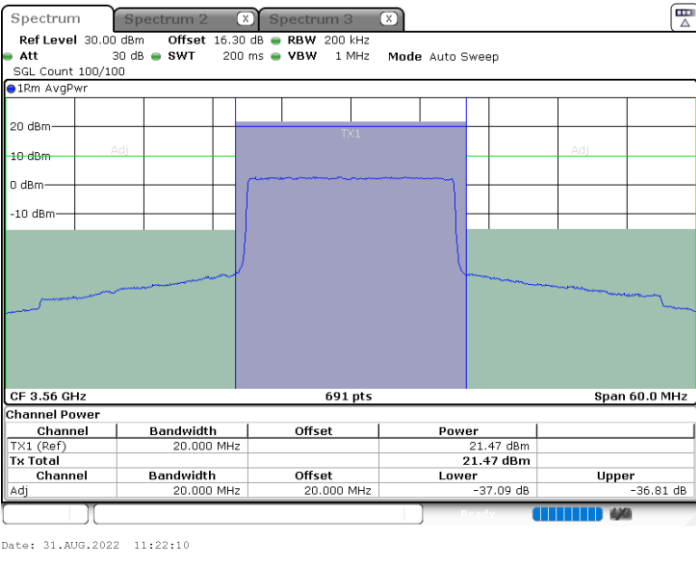 Spectrum Spectrum 2 X Spectrum 3 X
Ref Level 30.00 dBm Offset 16.30 dB RBW 200 kHz
Att 30 dB SWT 200 ms VBW 1 MHz Mode Auto Sweep
SGL Count 100/100
1Rm AvgPwr
20 dBm
TX1
10 dBm Adj Adj
0 dBm
-10 dBm
CF 3.56 GHz 691 pts Span 60.0 MHz
Channel Power
Channel Bandwidth Offset Power
TX1 (Ref) 20.000 MHz 21.47 dBm
Tx Total 21.47 dBm
Channel Bandwidth Offset Lower Upper
Adj 20.000 MHz 20.000 MHz -37.09 dB -36.81 dB
Ready
Date: 31.AUG.2022 11:22:10